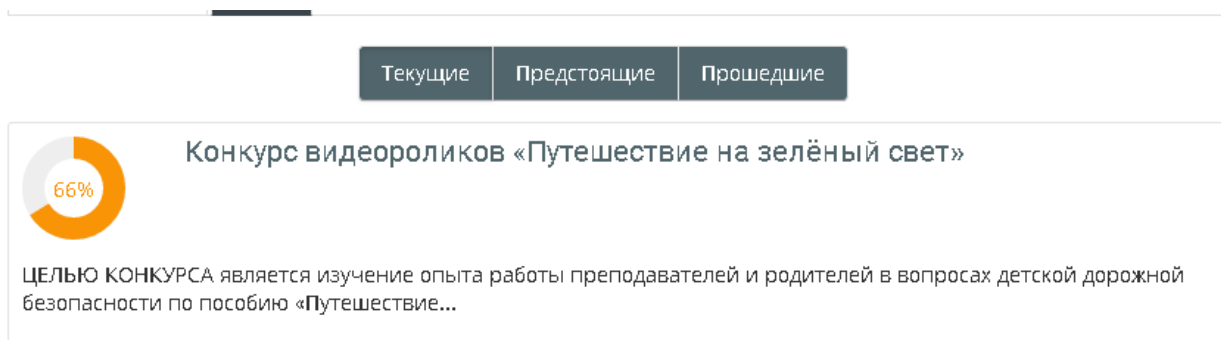 Текущие Предстоящие Прошедшие
Конкурс видеороликов «Путешествие на зелёный свет»
66%
ЦЕЛЬЮ КОНКУРСА является изучение опыта работы преподавателей и родителей в вопросах детской дорожной
безопасности по пособию «Путешествие...